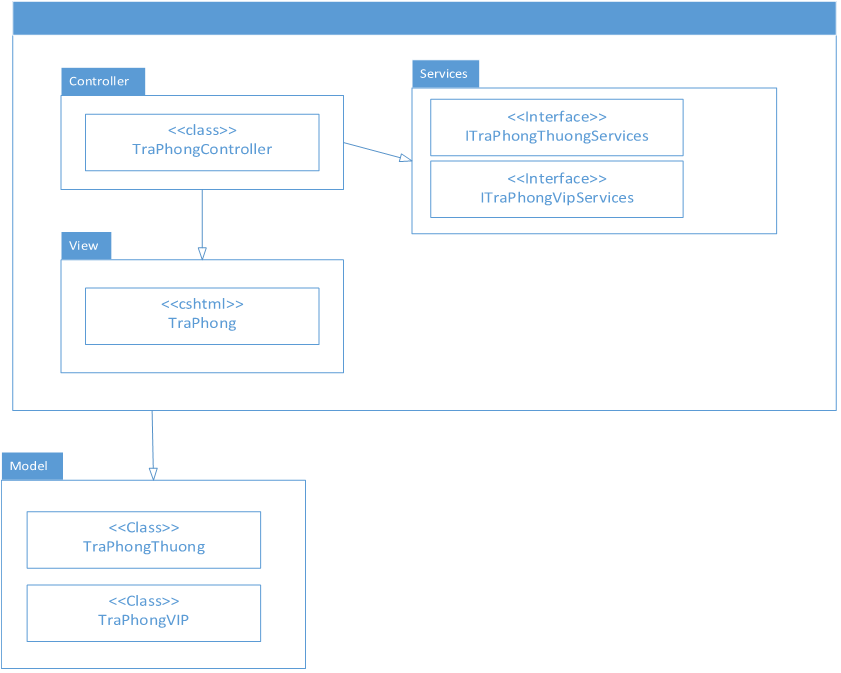 Controller
<<class>>
TraPhongController
Services
<<Interface>>
ITraPhongThuongServices
<<Interface>>
ITraPhongVipServices
View
<<cshtml>>
TraPhong
Model
<<Class>>
TraPhongThuong
<<Class>>
TraPhongVIP